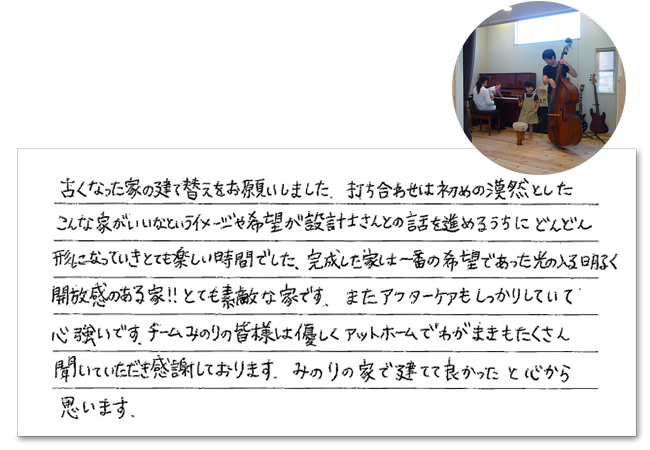 古くなった家の建て替えをお願いしました. 打ち合わせは初めの漠然とした
こんな家がいいなというイメージや希望が設計士さんとの話を進めるうちに どんどん
形になっていきとても楽しい時間でした、完成した家は一番の希望であった光の入る明るく
開放感のある家!! とても素敵な家です. またアフターケアもしっかりしていて
心強いです. チームみのりの皆様は優しく アットホームでわがままもたくさん
聞いていただき感謝しております. みのりの家で建てて良かった と心から
思います.